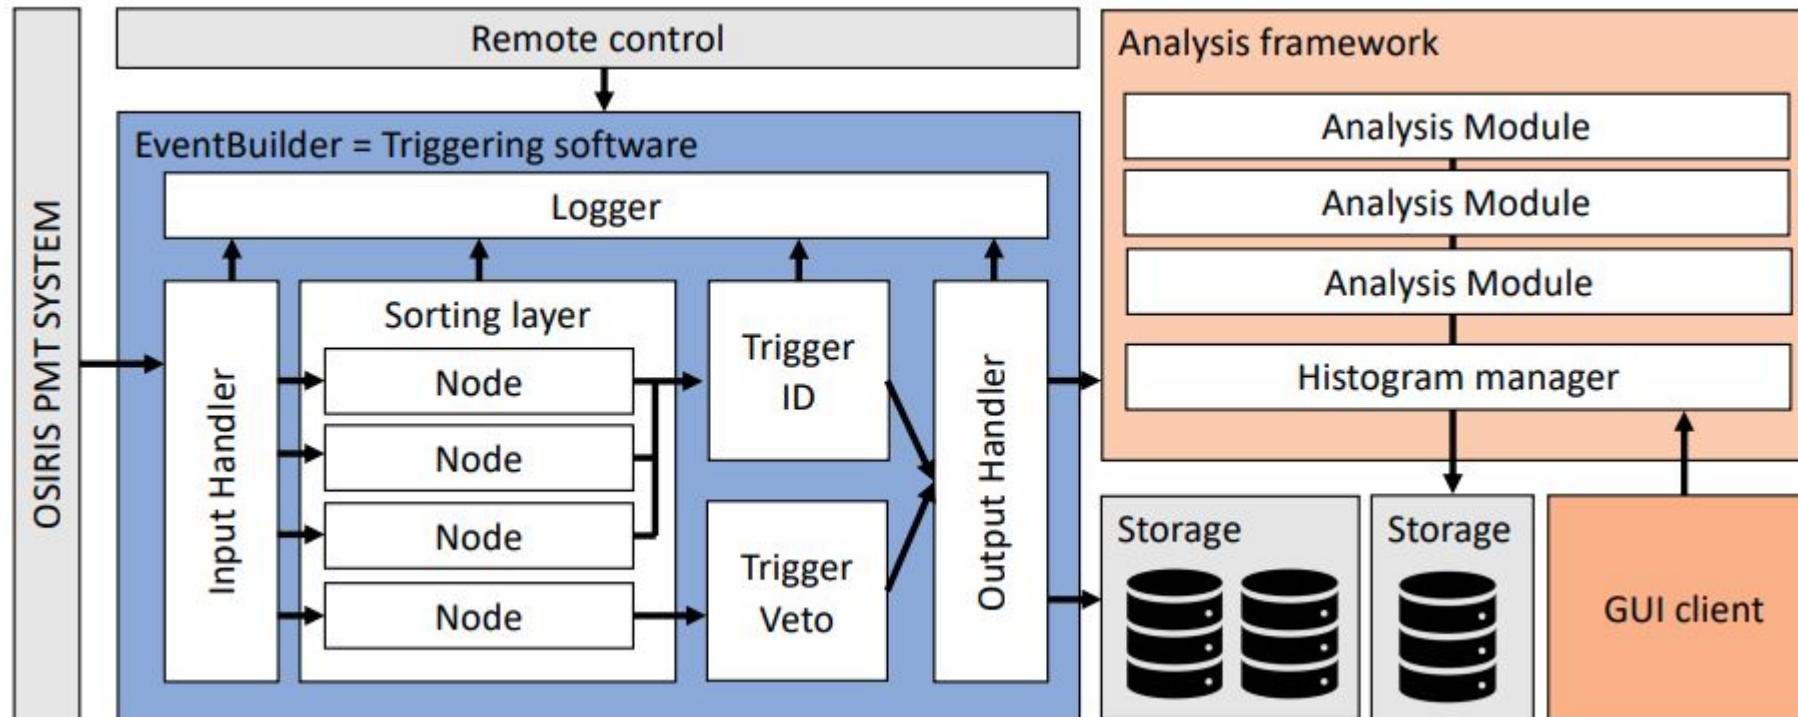 OSIRIS PMT SYSTEM
Remote control
EventBuilder = Triggering software
Logger
Input Handler
Sorting layer
Node
Node
Node
Node
Trigger
ID
Trigger
Veto
Output Handler
Analysis framework
Analysis Module
Analysis Module
Analysis Module
Histogram manager
Storage
Storage
GUI client